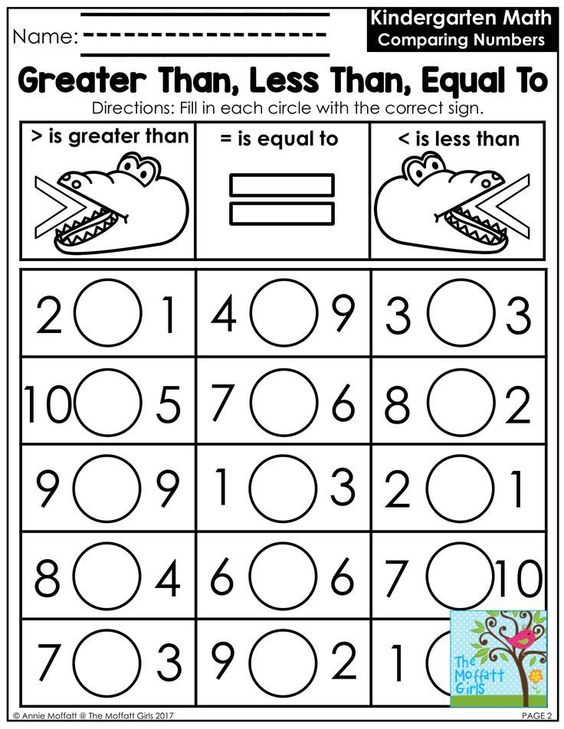 Name:
Kindergarten Math
Comparing Numbers
Greater Than, Less Than, Equal To
Directions: Fill in each circle with the correct sign.
> is greater than
= is equal to
< is less than
2 1
4 9
3 3
10 5
7 6
8 2
9 9
1 3
2 1
8 4
6 6
7 10
7 3
9 2
1
The
Moffatt
Girls
© Annie Moffatt @ The Moffatt Girls 2017
PAGE 2